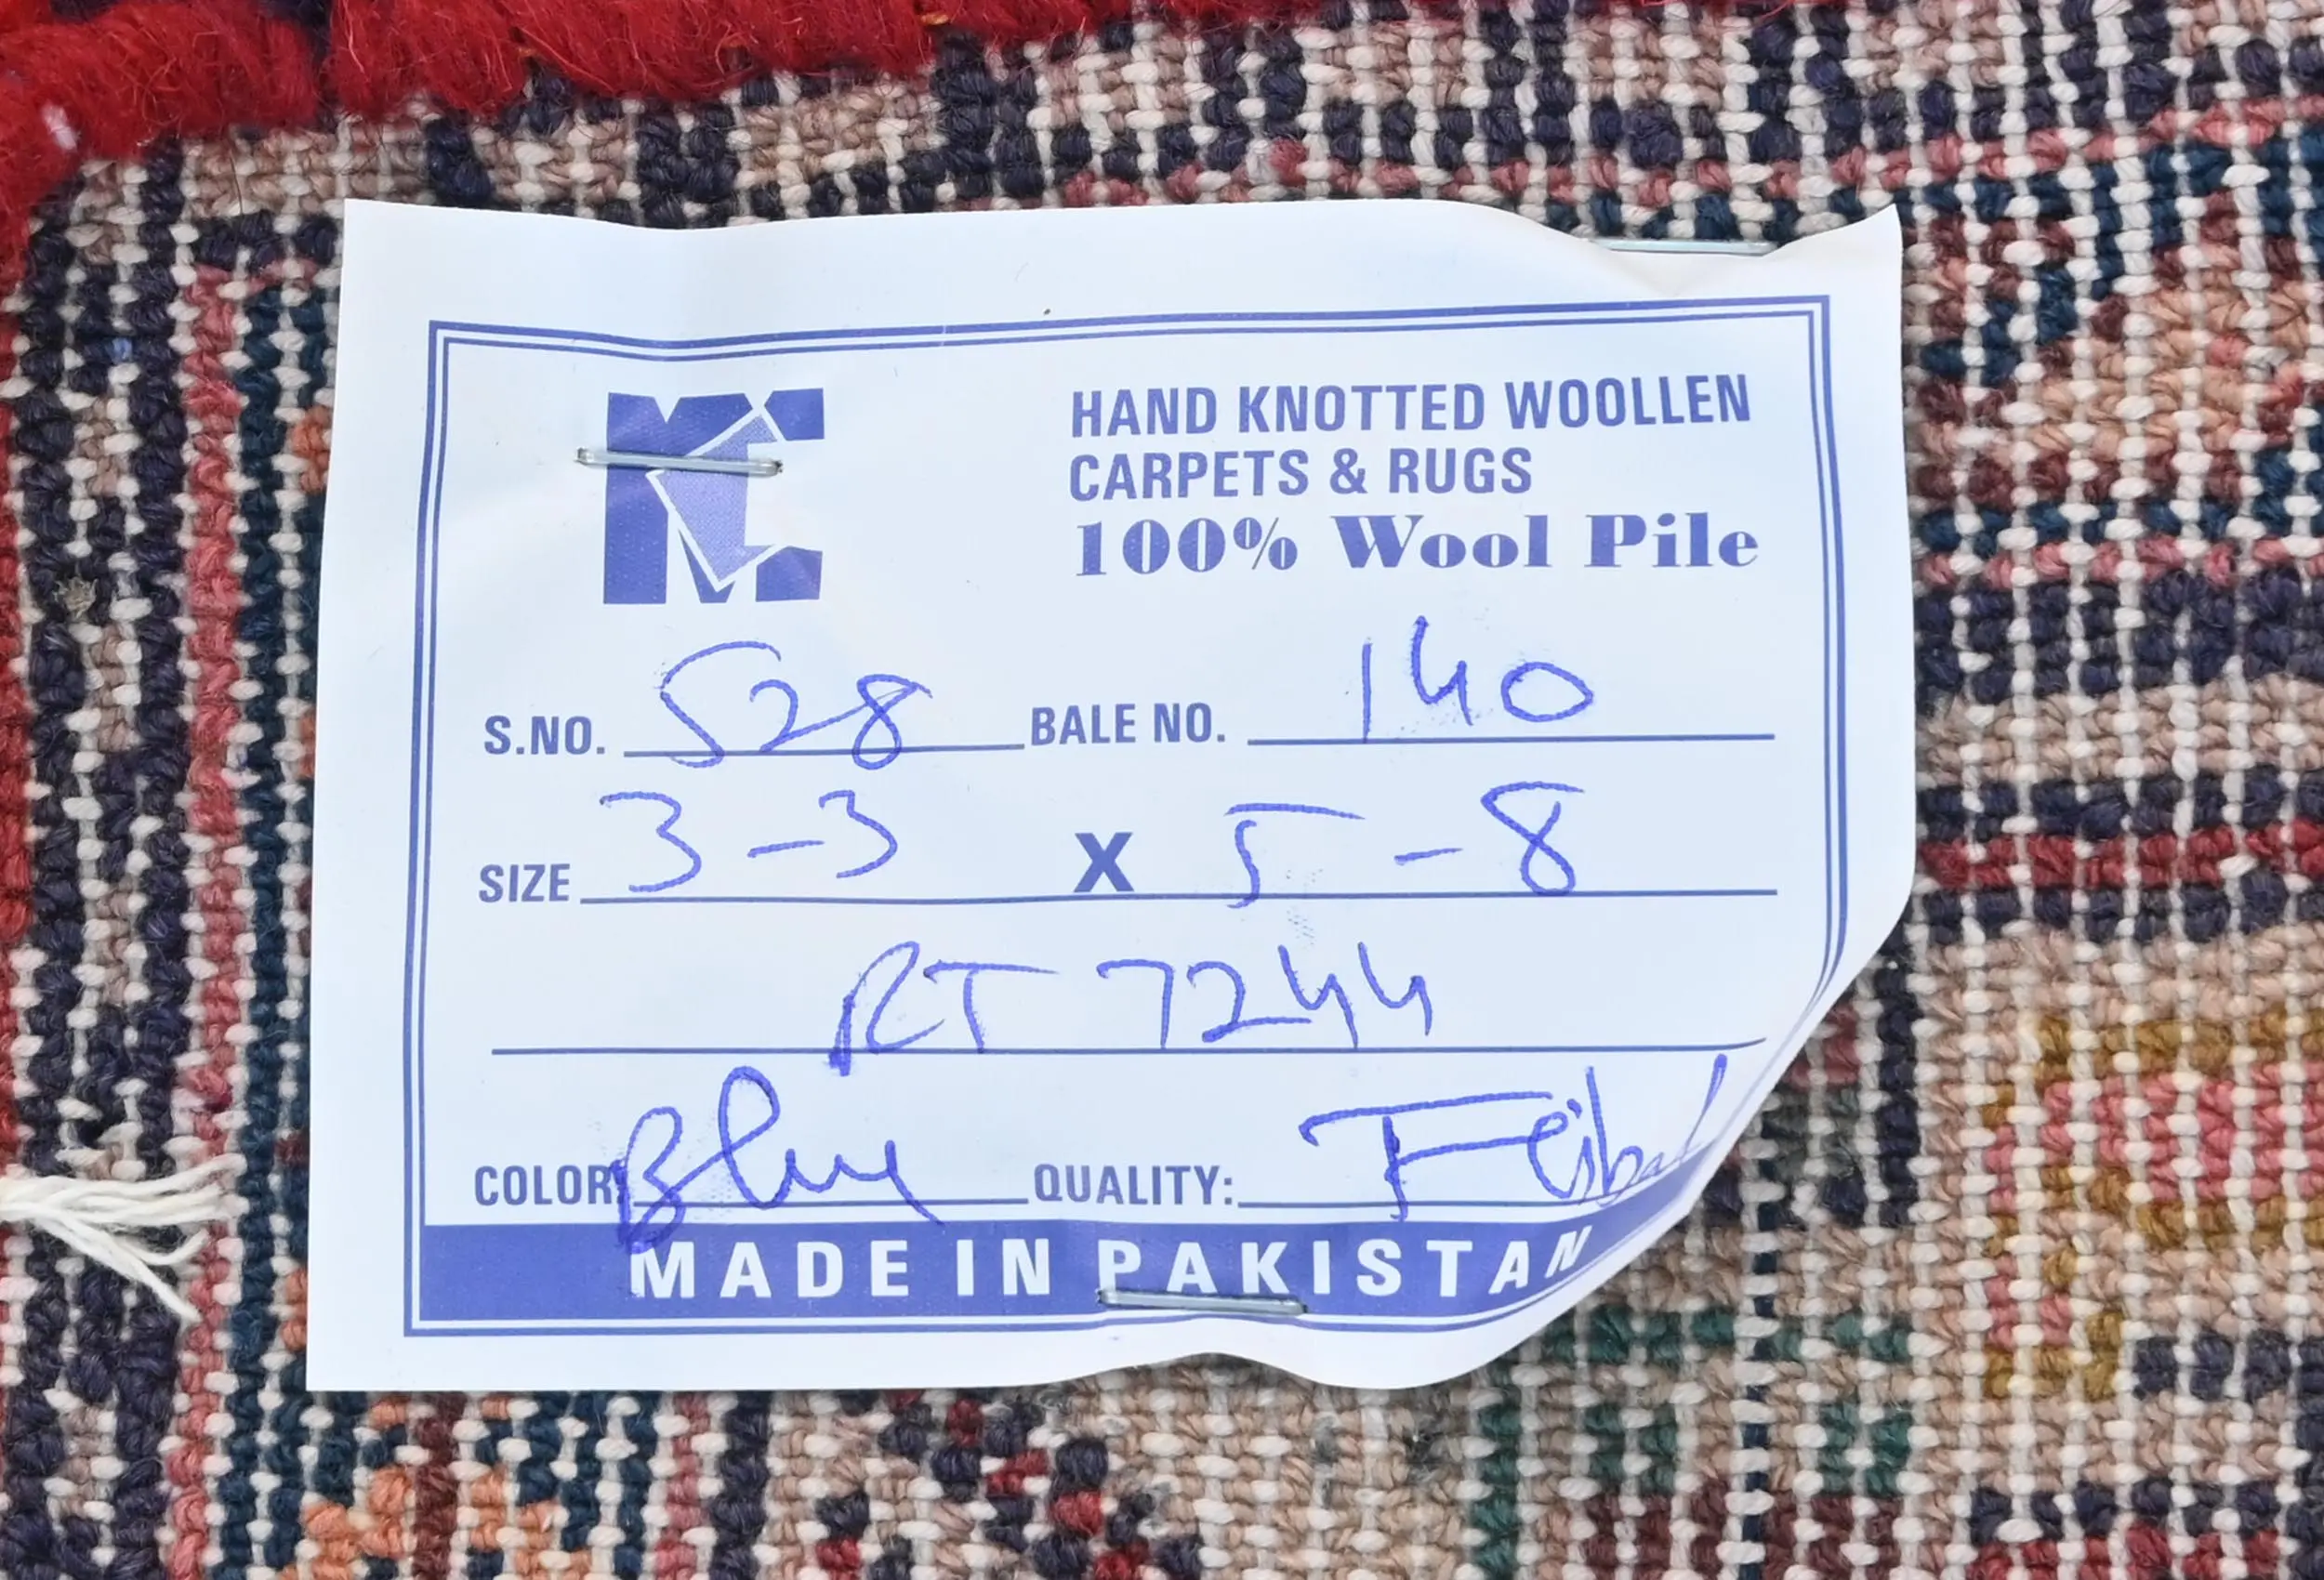 MC
HAND KNOTTED WOOLLEN
CARPETS & RUGS
100% Wool Pile
S.NO. 528 BALE NO. 140
SIZE 3-3 X 5-8
RT 7244
COLOR: Blue QUALITY:
MADE IN PAKISTAN